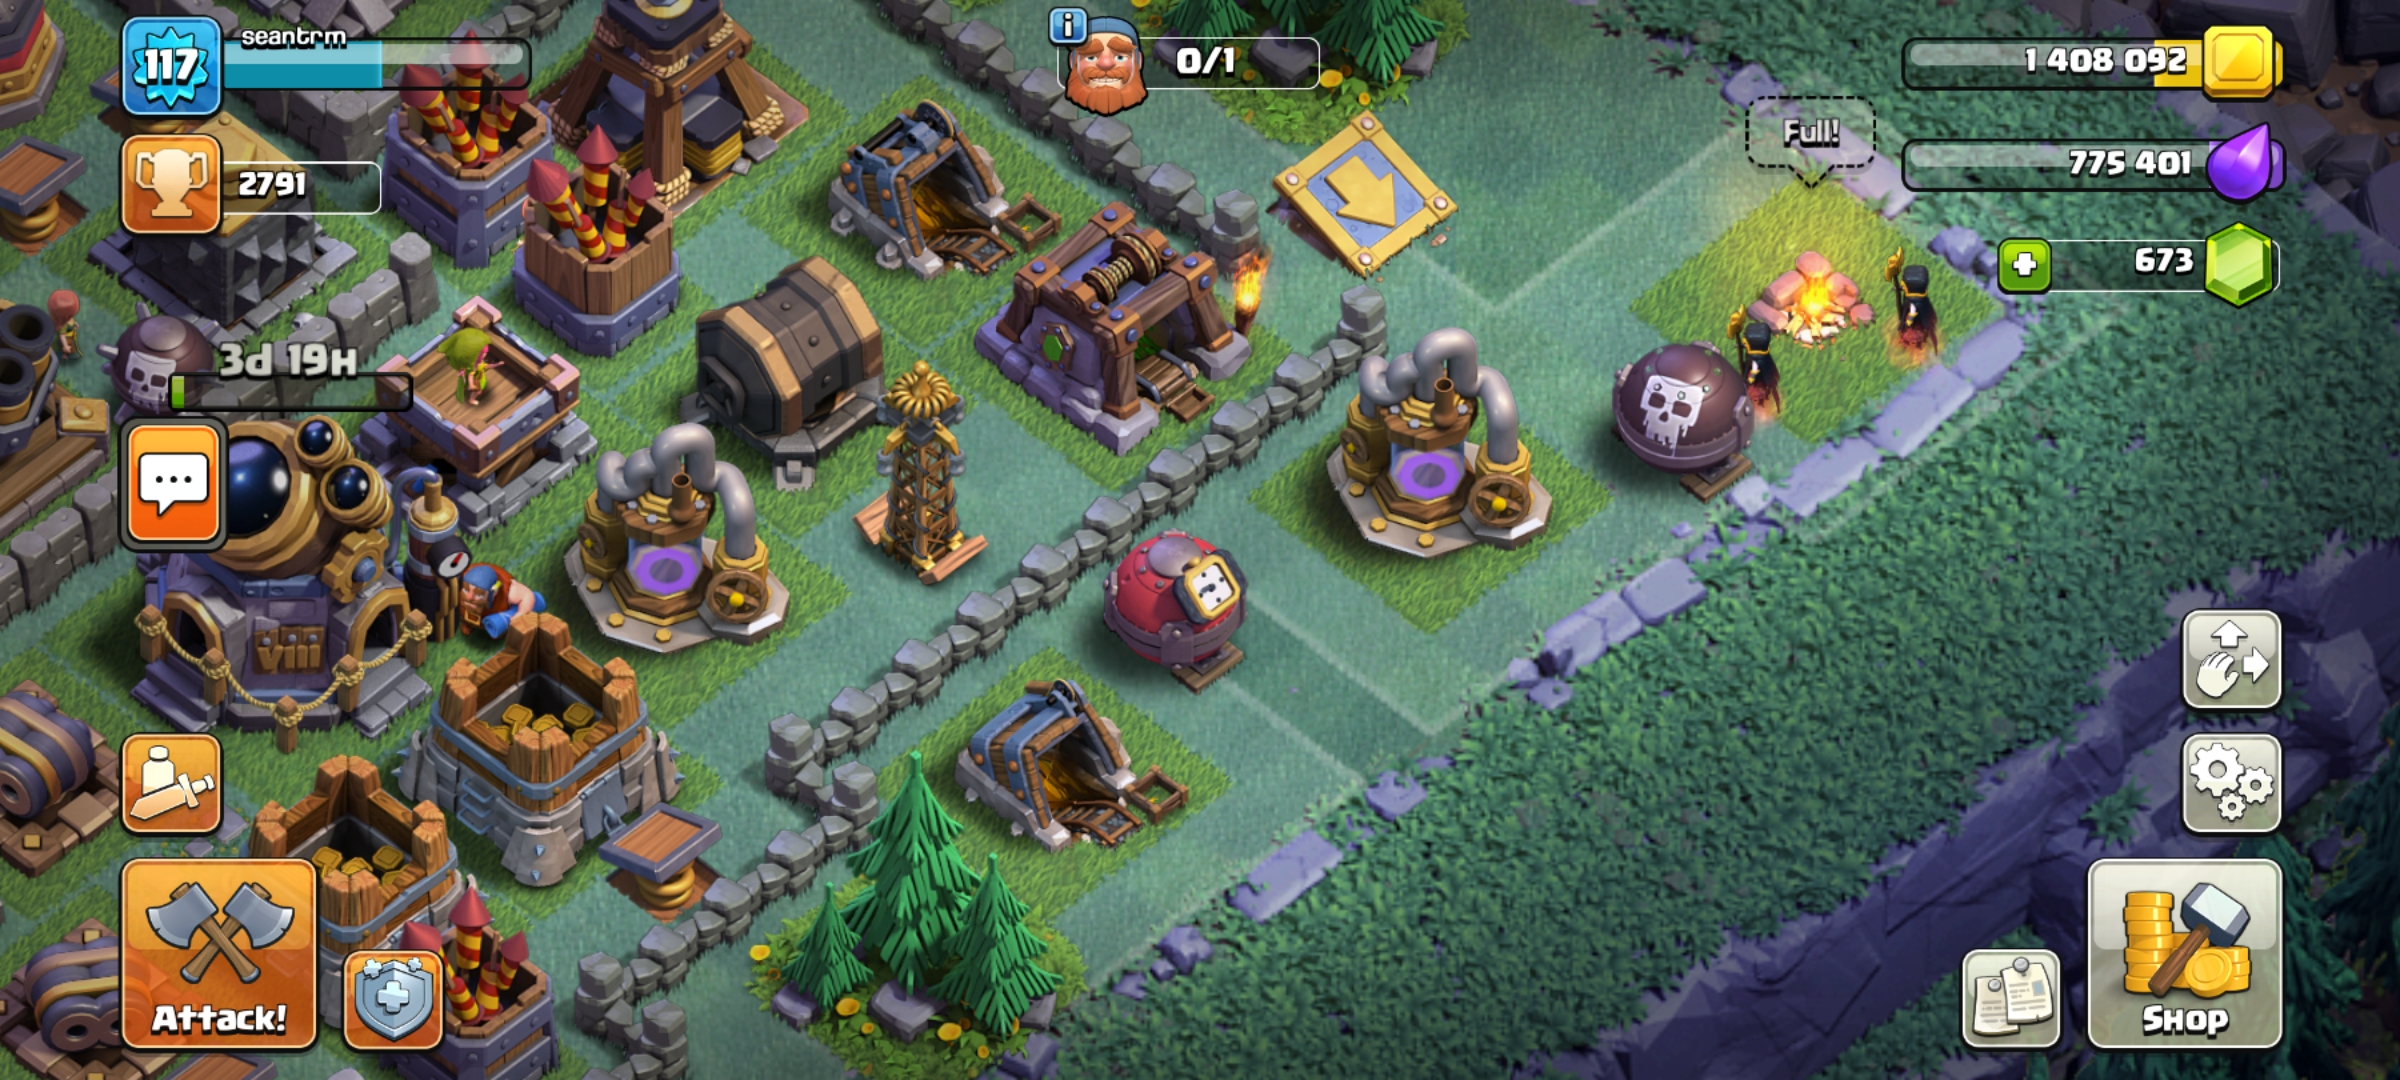 117
seantrm
i
0/1
1 408 092
2791
Full!
775 401
673
3d 19H
VIII
Attack!
Shop